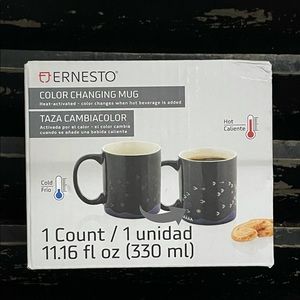 ERNESTO®
COLOR CHANGING MUG
Heat-activated - color changes when hot beverage is added
TAZA CAMBIACOLOR
Activada por el calor - el color cambia
cuando se añade una bebida caliente
Hot
Caliente
Cold
Frío
1 Count / 1 unidad
11.16 fl oz (330 ml)